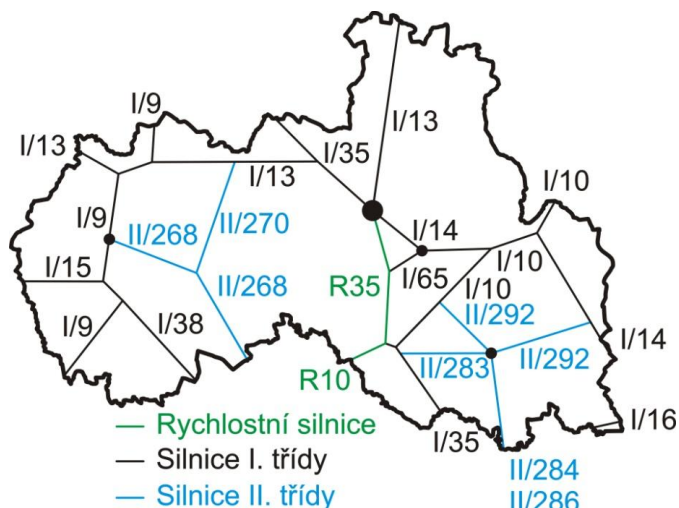 I/9
I/13
I/13
I/35
I/13
I/10
I/9
II/268
II/270
I/14
I/10
I/15
II/268
R35
I/65
I/10
II/292
I/9
I/38
R10
II/283
II/292
I/14
I/35
I/16
Rychlostní silnice
Silnice I. třídy
Silnice II. třídy
II/284
II/286